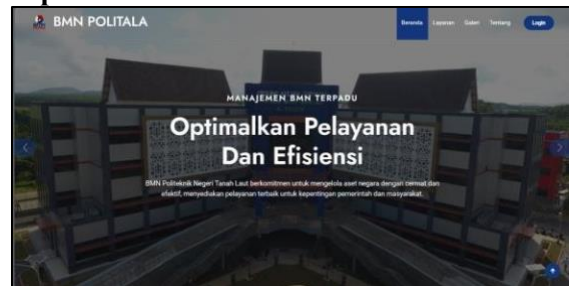 BMN POLITALA
Beranda Layanan Galeri Tentang Login
MANAJEMEN BMN TERPADU
Optimalkan Pelayanan
Dan Efisiensi
BMN Politeknik Negeri Tanah Laut berkomitmen untuk mengelola aset negara dengan cermat dan
efektif, menyediakan pelayanan terbaik untuk kepentingan pemerintah dan masyarakat.